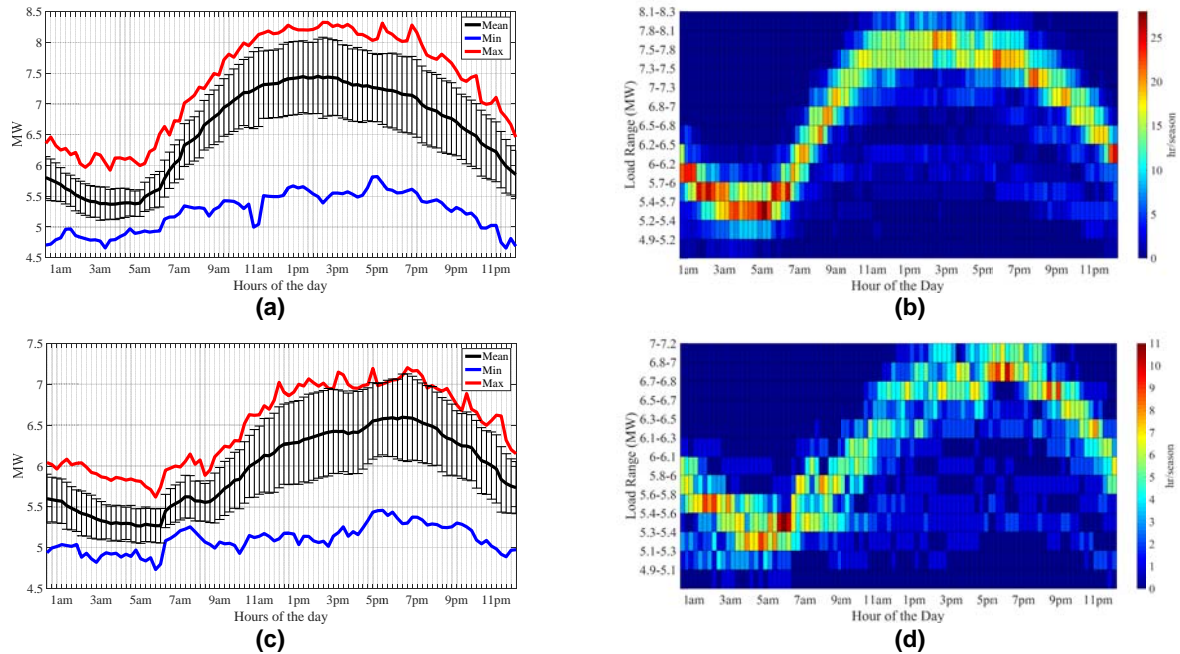 8.5
8
7.5
7
6.5
6
5.5
5
4.5
MW
Mean
Min
Max
1am 3am 5am 7am 9am 11am 1pm 3pm 5pm 7pm 9pm 11pm
Hours of the day
(a)
8.1-8.3
7.8-8.1
7.5-7.8
7.3-7.5
7-7.3
6.8-7
6.5-6.8
6.2-6.5
6-6.2
5.7-6
5.4-5.7
5.2-5.4
4.9-5.2
Load Range (MW)
1am 3am 5am 7am 9am 11am 1pm 3pm 5pm 7pm 9pm 11pm
Hour of the Day
25
20
15
10
5
0
hr/season
(b)
7.5
7
6.5
6
5.5
5
4.5
MW
Mean
Min
Max
1am 3am 5am 7am 9am 11am 1pm 3pm 5pm 7pm 9pm 11pm
Hours of the day
(c)
7-7.2
6.8-7
6.7-6.8
6.5-6.7
6.3-6.5
6.1-6.3
6-6.1
5.8-6
5.6-5.8
5.4-5.6
5.3-5.4
5.1-5.3
4.9-5.1
Load Range (MW)
1am 3am 5am 7am 9am 11am 1pm 3pm 5pm 7pm 9pm 11pm
Hour of the Day
11
10
9
8
7
6
5
4
3
2
1
0
hr/season
(d)